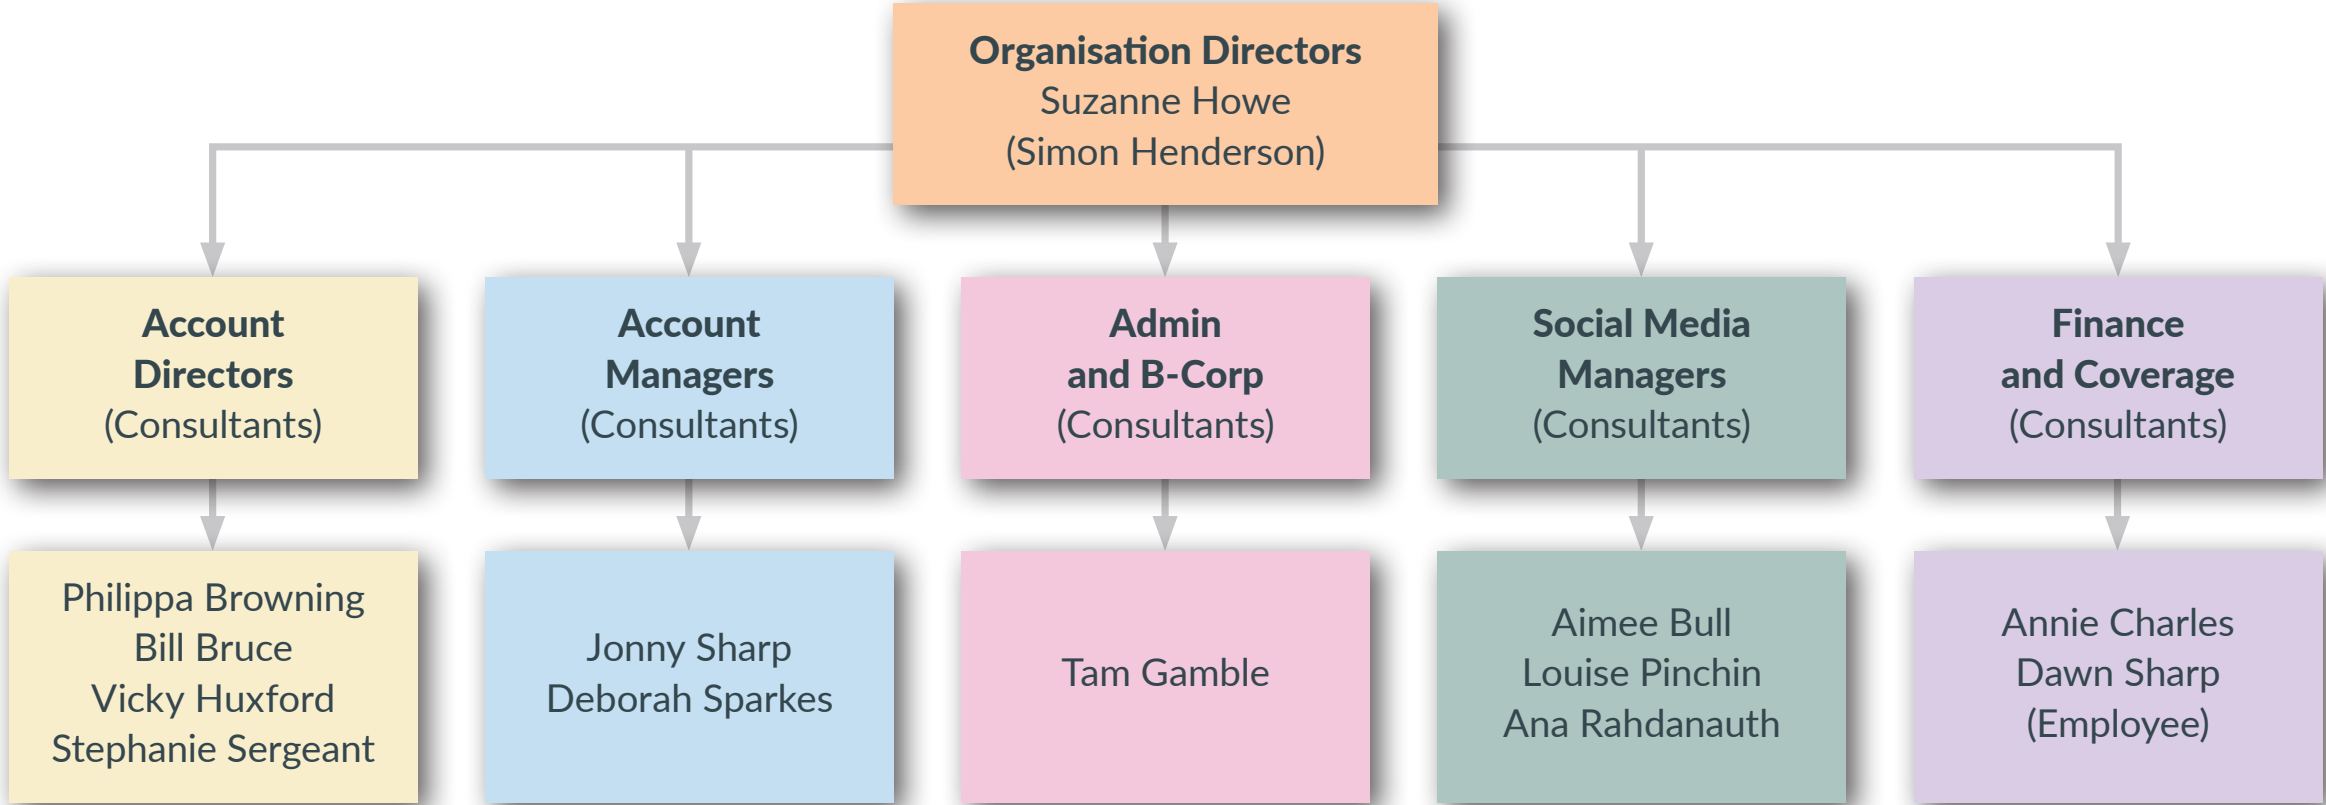 Organisation Directors
Suzanne Howe
(Simon Henderson)
Account
Directors
(Consultants)
Account
Managers
(Consultants)
Admin
and B-Corp
(Consultants)
Social Media
Managers
(Consultants)
Finance
and Coverage
(Consultants)
Philippa Browning
Bill Bruce
Vicky Huxford
Stephanie Sergeant
Jonny Sharp
Deborah Sparkes
Tam Gamble
Aimee Bull
Louise Pinchin
Ana Rahdanauth
Annie Charles
Dawn Sharp
(Employee)